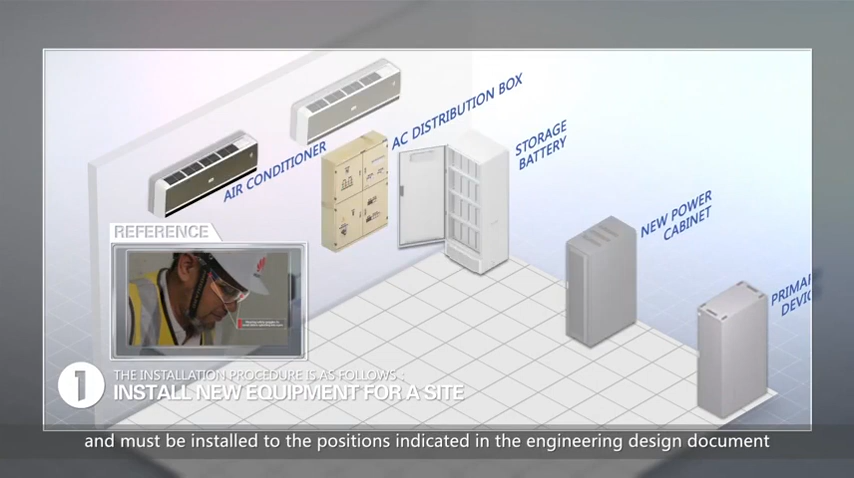 AC DISTRIBUTION BOX
AIR CONDITIONER
STORAGE
BATTERY
NEW POWER
CABINET
REFERENCE
1
THE INSTALLATION PROCEDURE IS AS FOLLOWS :
INSTALL NEW EQUIPMENT FOR A SITE
and must be installed to the positions indicated in the engineering design document